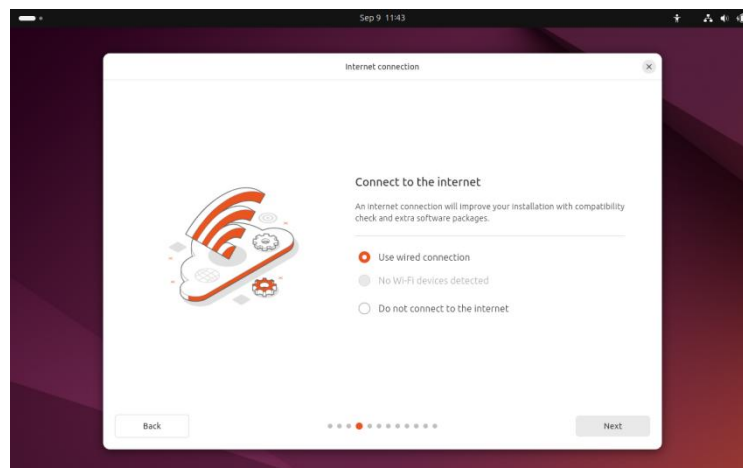 Sep 9 11:43
Internet connection
Connect to the internet
An internet connection will improve your installation with compatibility
check and extra software packages.
Use wired connection
No Wi-Fi devices detected
Do not connect to the internet
Back
Next